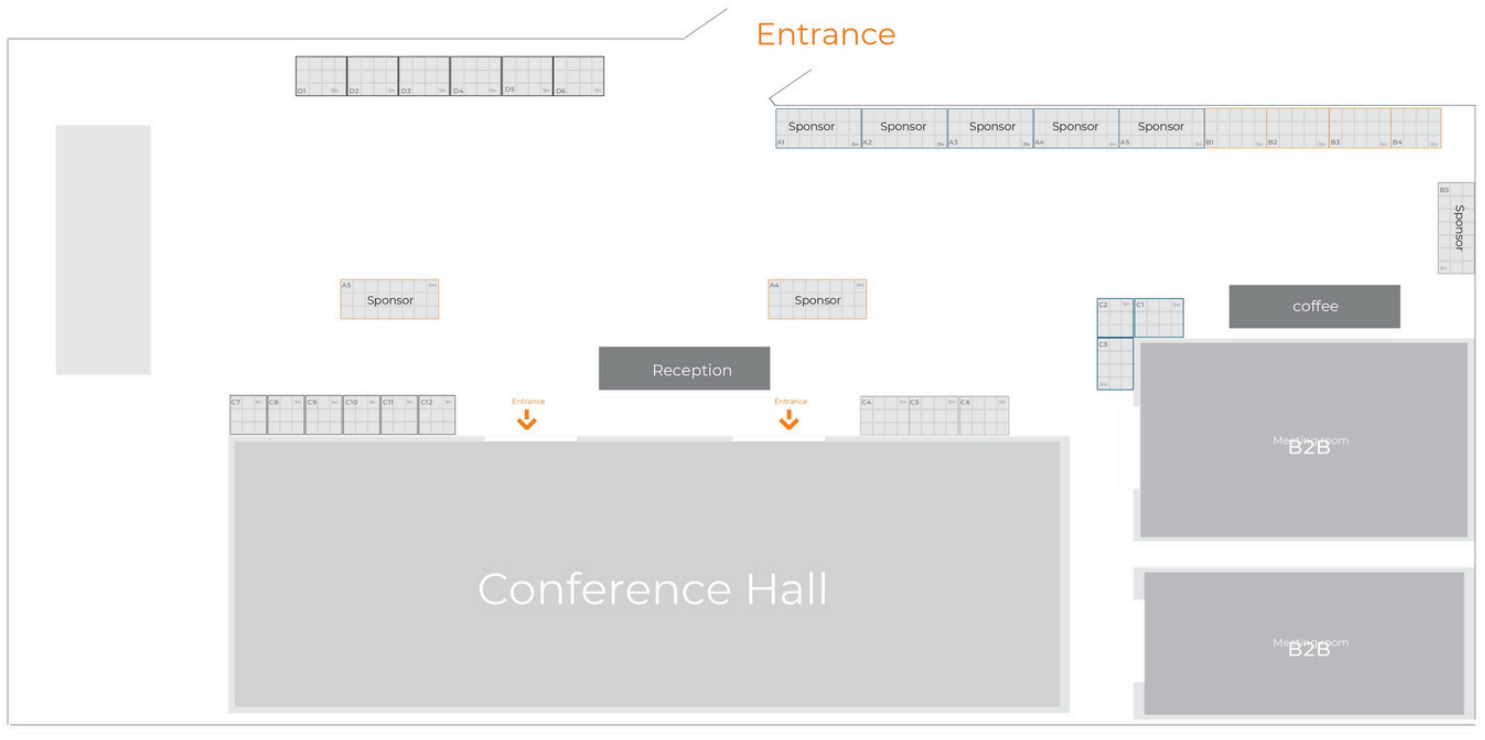 Entrance
D1 D2 D3 D4 D5 D6
Sponsor Sponsor Sponsor Sponsor Sponsor
A1 A2 A3 A4 A5 B1 B2 B3 B4
B5
Sponsor
A5
Sponsor
A4
Sponsor
C2 C1
C3
coffee
Reception
C7 C8 C9 C10 C11 C12
Entrance
Entrance
C4 C5 C6
Meeting room
B2B
Conference Hall
Meeting room
B2B